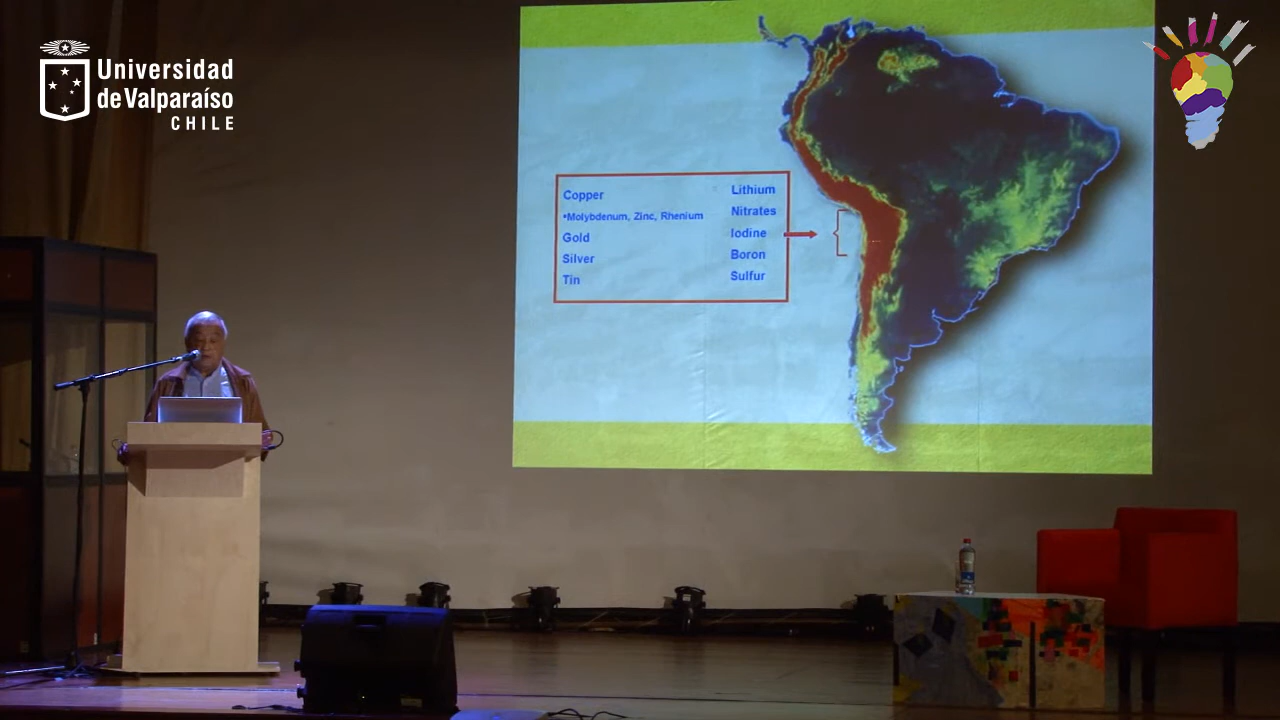 Universidad
de Valparaíso
CHILE
Copper
•Molybdenum, Zinc, Rhenium
Gold
Silver
Tin
Lithium
Nitrates
Iodine
Boron
Sulfur